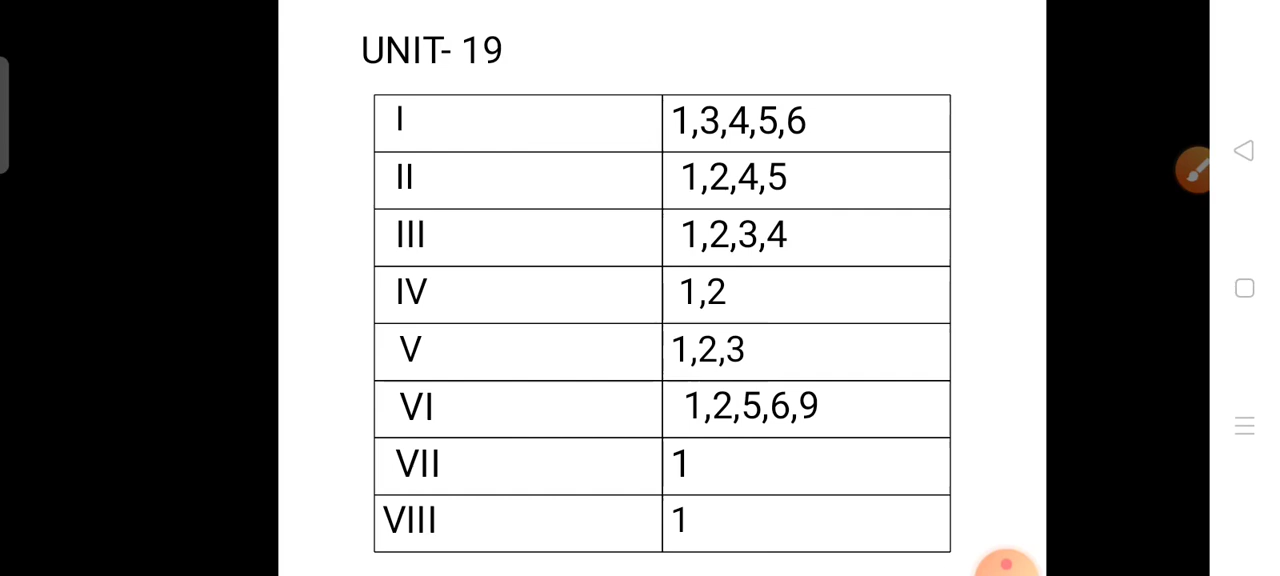 UNIT- 19
I 1,3,4,5,6
II 1,2,4,5
III 1,2,3,4
IV 1,2
V 1,2,3
VI 1,2,5,6,9
VII 1
VIII 1